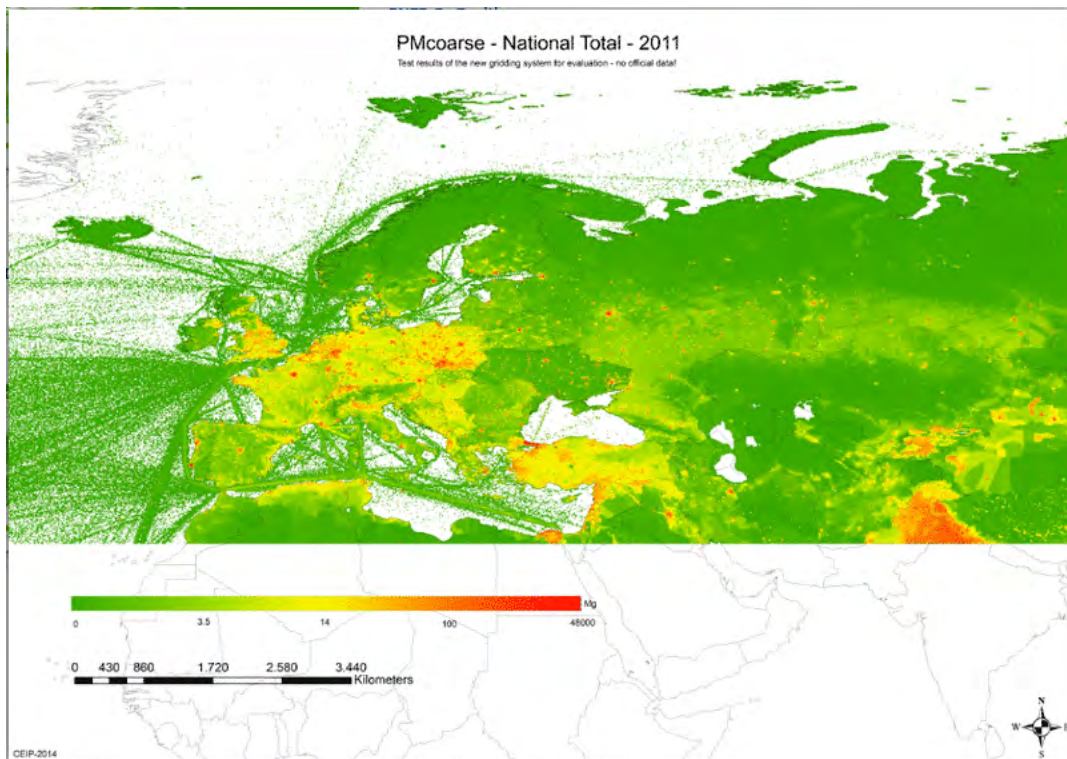 PMcoarse - National Total - 2011
Test results of the new gridding system for evaluation - no official data!
Mg
0 3.5 14 100 48000
0 430 860 1.720 2.580 3.440
Kilometers
N
W E
S
CEIP-2014